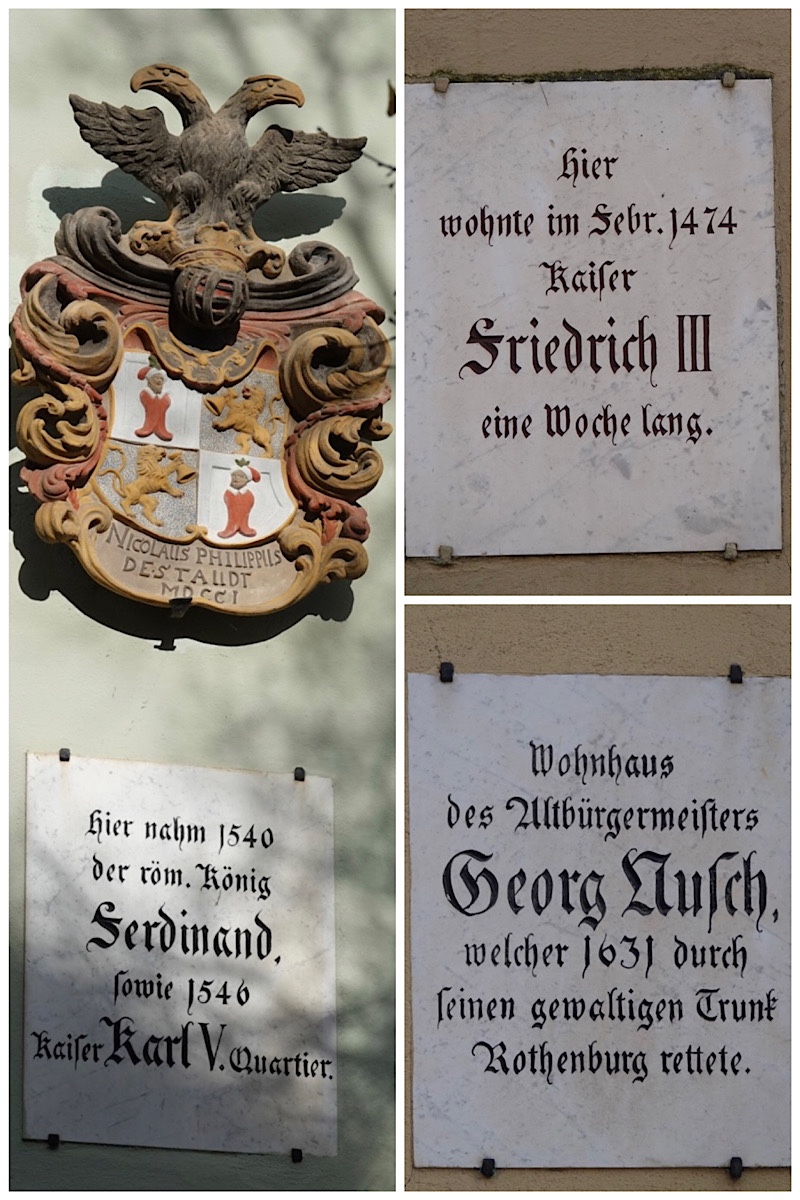 NICOLAUS PHILIPPUS
DE STAUDT
MDCCI
Hier nahm 1540
der röm. König
Ferdinand,
sowie 1546
Kaiser Karl V. Quartier.
Hier
wohnte im Febr. 1474
Kaiser
Friedrich III
eine Woche lang.
Wohnhaus
des Altbürgermeiſters
Georg Nuſch,
welcher 1631 durch
ſeinen gewaltigen Trunk
Rothenburg rettete.